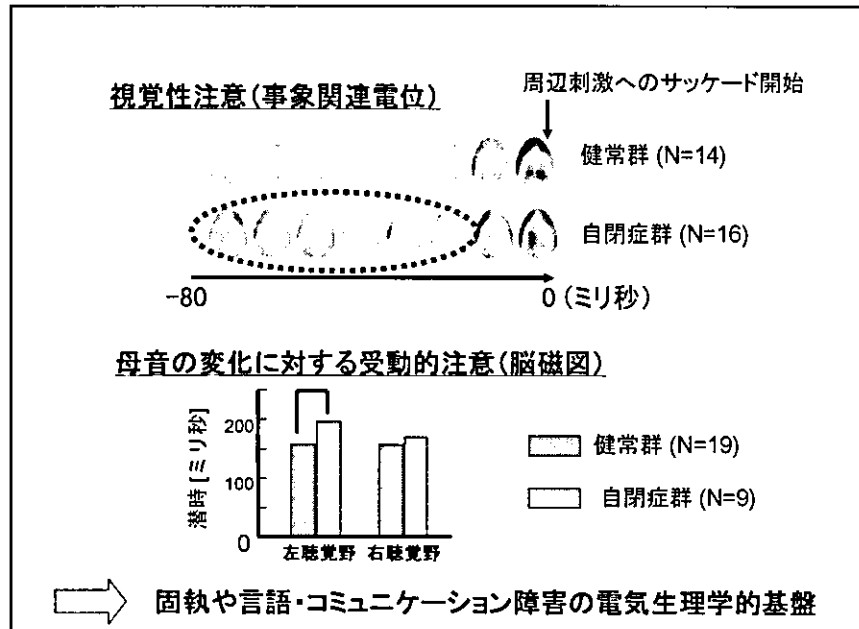 周辺刺激へのサッケード開始
視覚性注意(事象関連電位)
健常群 (N=14)
自閉症群 (N=16)
−80
0 (ミリ秒)
母音の変化に対する受動的注意(脳磁図)
潜時[ミリ秒]
200
100
0
左聴覚野 右聴覚野
健常群 (N=19)
自閉症群 (N=9)
固執や言語・コミュニケーション障害の電気生理学的基盤